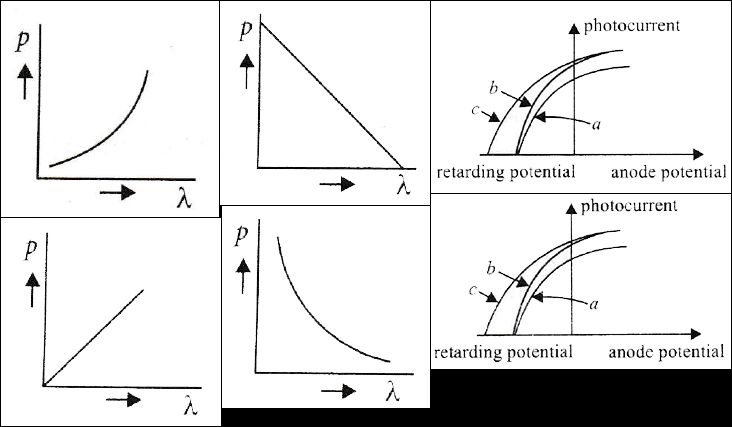 p
λ
p
λ
photocurrent
b
c
a
retarding potential anode potential
p
λ
p
λ
photocurrent
b
c
a
retarding potential anode potential